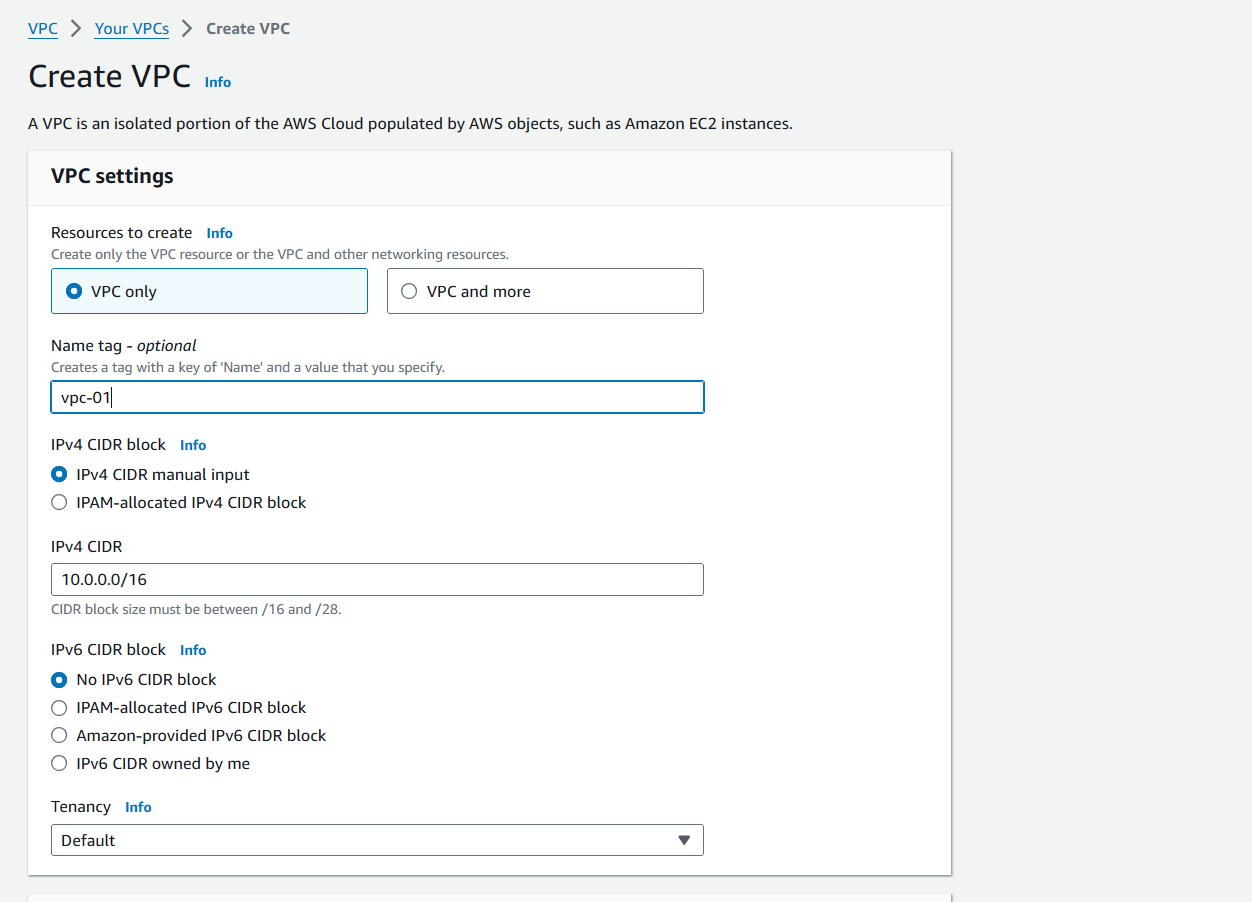 VPC > Your VPCs > Create VPC
Create VPC Info
A VPC is an isolated portion of the AWS Cloud populated by AWS objects, such as Amazon EC2 instances.
VPC settings
Resources to create Info
Create only the VPC resource or the VPC and other networking resources.
VPC only VPC and more
Name tag - optional
Creates a tag with a key of 'Name' and a value that you specify.
vpc-01
IPv4 CIDR block Info
IPv4 CIDR manual input
IPAM-allocated IPv4 CIDR block
IPv4 CIDR
10.0.0.0/16
CIDR block size must be between /16 and /28.
IPv6 CIDR block Info
No IPv6 CIDR block
IPAM-allocated IPv6 CIDR block
Amazon-provided IPv6 CIDR block
IPv6 CIDR owned by me
Tenancy Info
Default